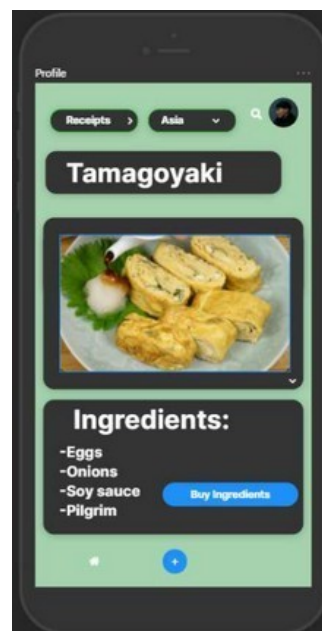 Profile
Receipts
Asia
Tamagoyaki
Ingredients:
-Eggs
-Onions
-Soy sauce
-Pilgrim
Buy Ingredients